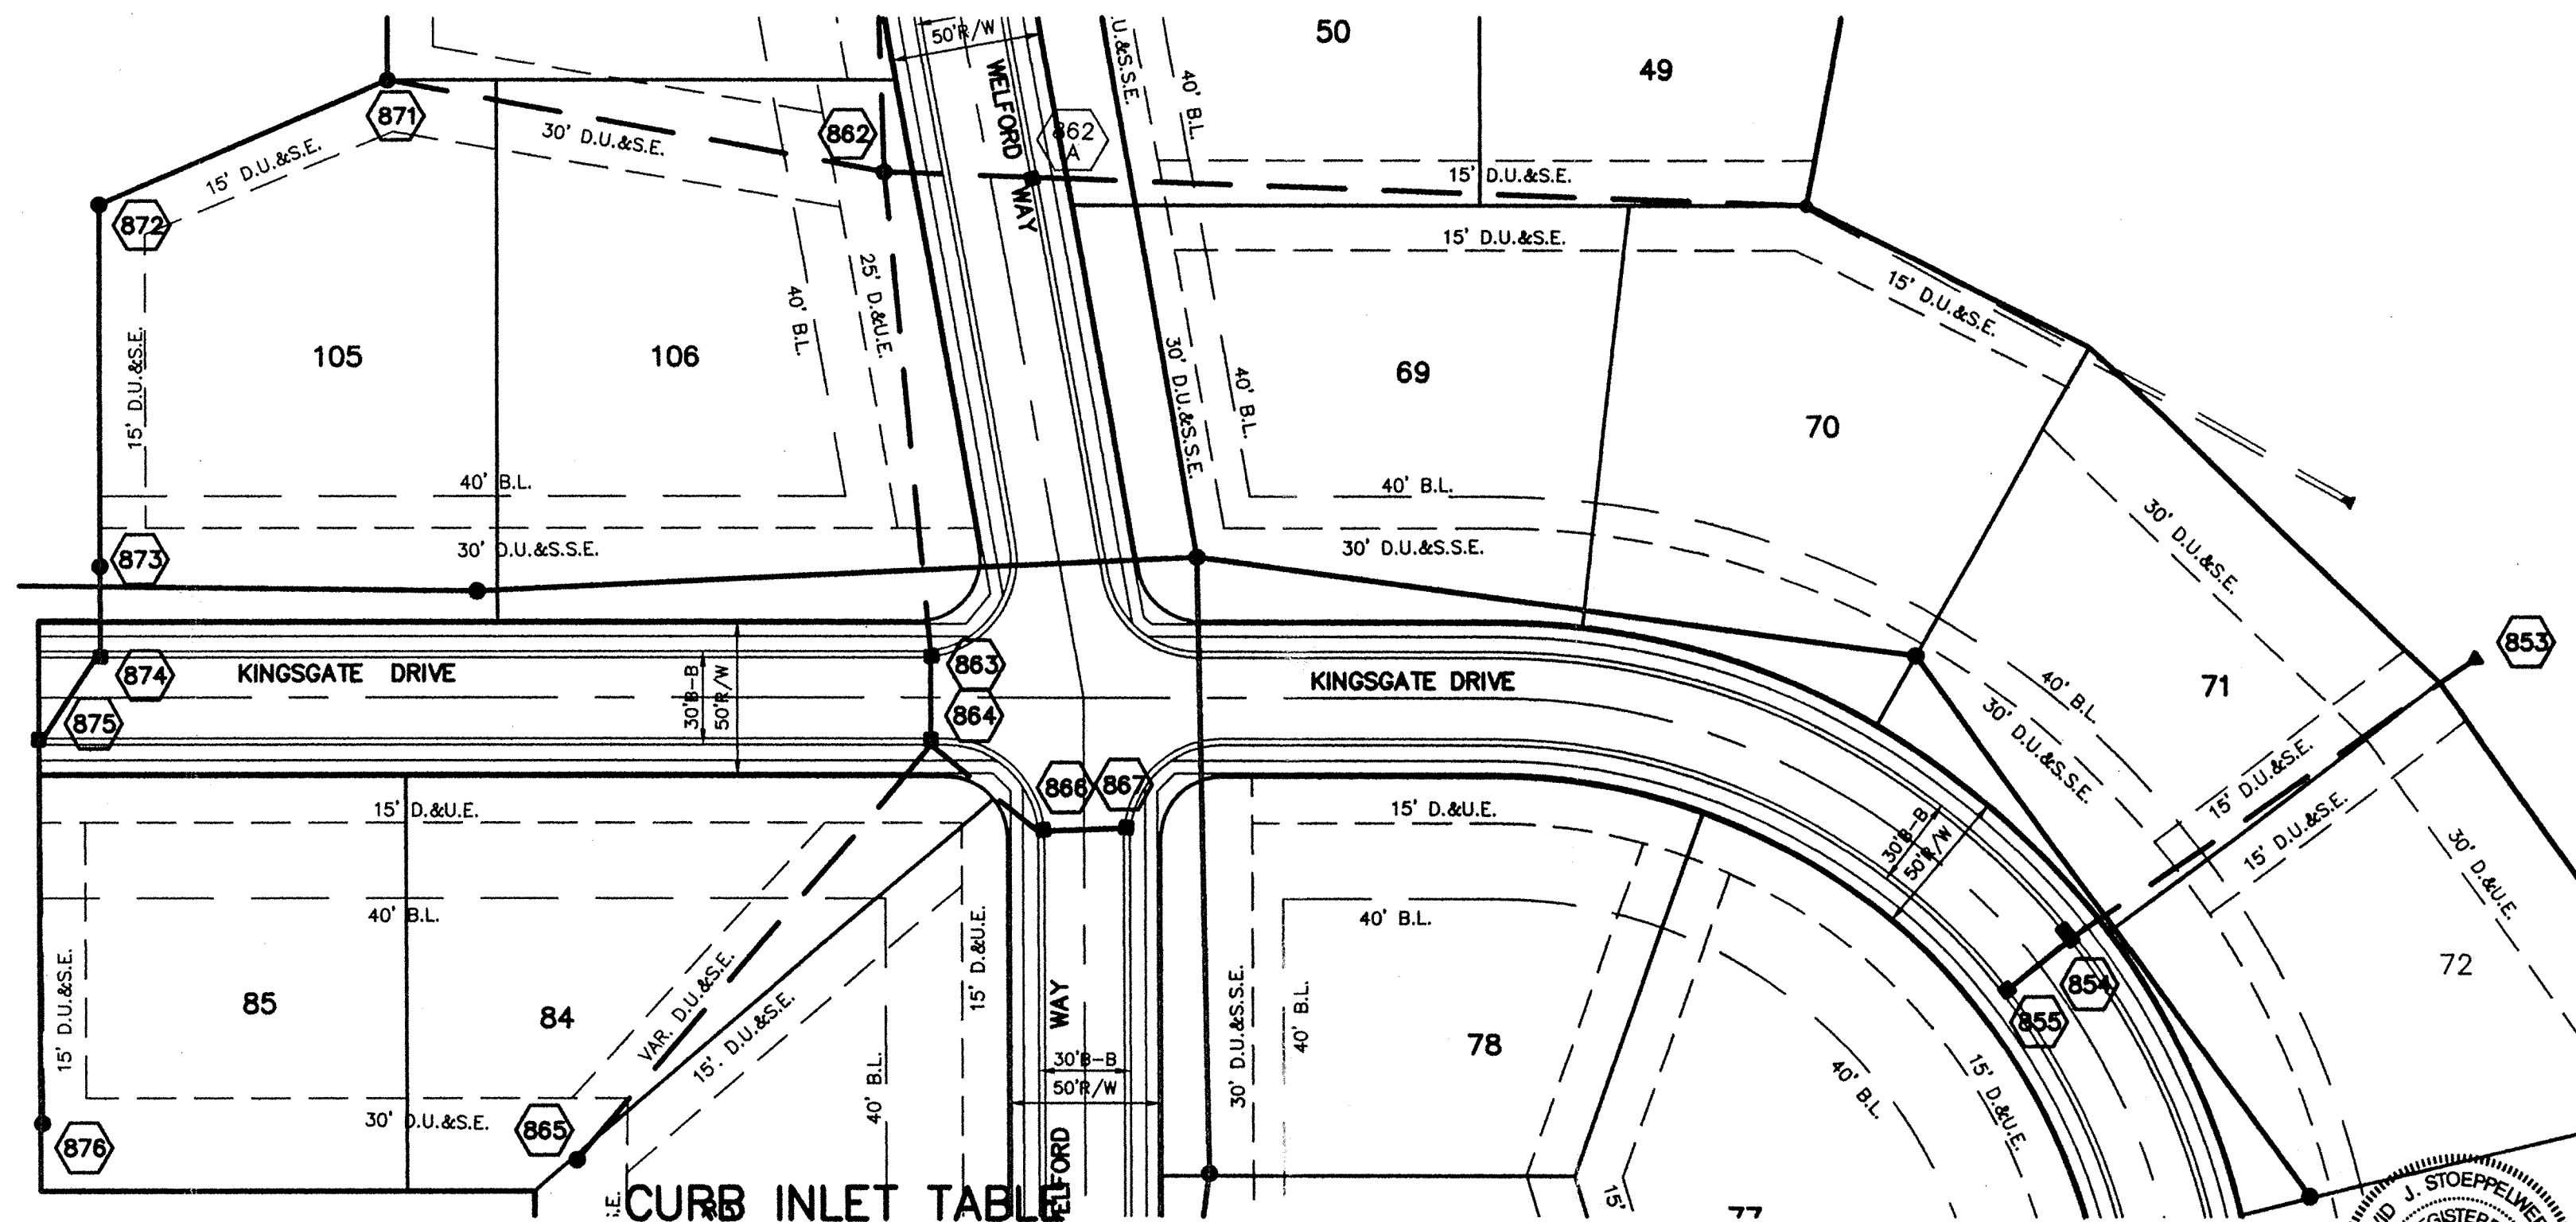 50'R/W
WELFORD WAY
U.&S.S.E.
40' B.L.
50
49
871
862
862
A
30' D.U.&S.E.
15' D.U.&S.E.
15' D.U.&S.E.
872
15' D.U.&S.E.
15' D.U.&S.E.
25' D.&U.E.
40' B.L.
15' D.U.&S.E.
105
106
30' D.U.&S.S.E.
40' B.L.
69
70
40' B.L.
40' B.L.
30' D.U.&S.E.
873
30' D.U.&S.S.E.
30' D.U.&S.S.E.
853
874
KINGSGATE DRIVE
30'B-B
50'R/W
863
KINGSGATE DRIVE
40' B.L.
71
875
864
30' D.U.&S.S.E.
866
867
15' D.U.&S.E.
15' D.&U.E.
15' D.&U.E.
30'B-B
50'R/W
15' D.U.&S.E.
30' D.&U.E.
40' B.L.
40' B.L.
15' D.U.&S.E.
85
84
VAR. D.U.&S.E.
15'. D.U.&S.E.
15' D.&U.E.
WAY
30' D.U.&S.S.E.
40' B.L.
78
854
855
72
30'B-B
50'R/W
40' B.L.
40' B.L.
15' D.&U.E.
30' D.U.&S.E.
865
876
ELFORD
CURB INLET TABLE
.E.
15'
77
J. STOEPPELWER